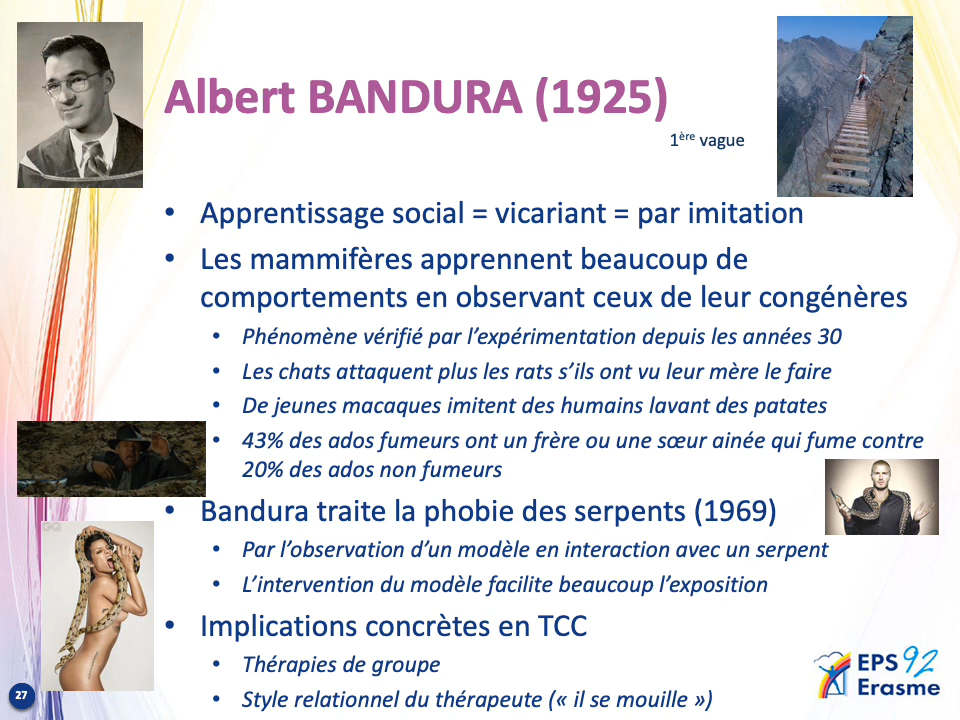 Albert BANDURA (1925)
1ère vague
• Apprentissage social = vicariant = par imitation
• Les mammifères apprennent beaucoup de
comportements en observant ceux de leur congénères
• Phénomène vérifié par l’expérimentation depuis les années 30
• Les chats attaquent plus les rats s’ils ont vu leur mère le faire
• De jeunes macaques imitent des humains lavant des patates
• 43% des ados fumeurs ont un frère ou une sœur ainée qui fume contre
20% des ados non fumeurs
• Bandura traite la phobie des serpents (1969)
• Par l’observation d’un modèle en interaction avec un serpent
• L’intervention du modèle facilite beaucoup l’exposition
GQ
• Implications concrètes en TCC
• Thérapies de groupe
• Style relationnel du thérapeute (« il se mouille »)
27
EPS 92
Erasme